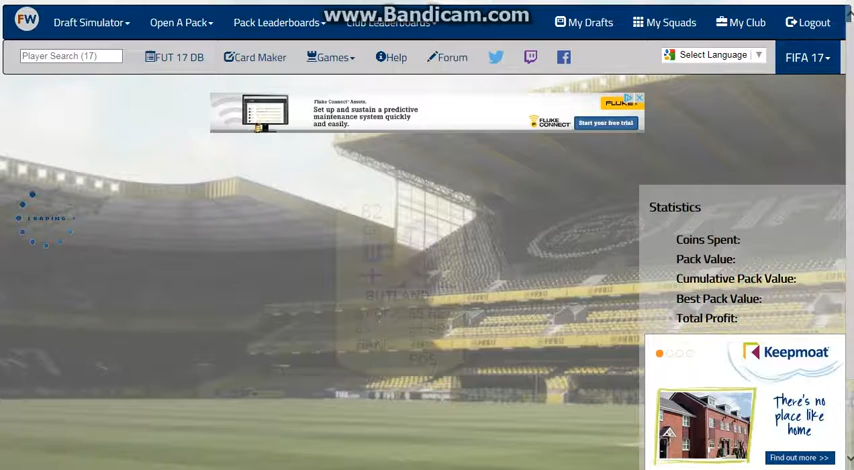 www.Bandicam.com
FW Draft Simulator Open A Pack Pack Leaderboards Club Leaderboards My Drafts My Squads My Club Logout
Player Search (17) FUT 17 DB Card Maker Games Help Forum Select Language FIFA 17
Fluke Connect Assets.
Set up and sustain a predictive
maintenance system quickly
and easily.
FLUKE
FLUKE
CONNECT
Start your free trial
LOADING
82
RUTLAND
Statistics
Coins Spent:
Pack Value:
Cumulative Pack Value:
Best Pack Value:
Total Profit:
Keepmoat
There's no
place like
home
Find out more >>